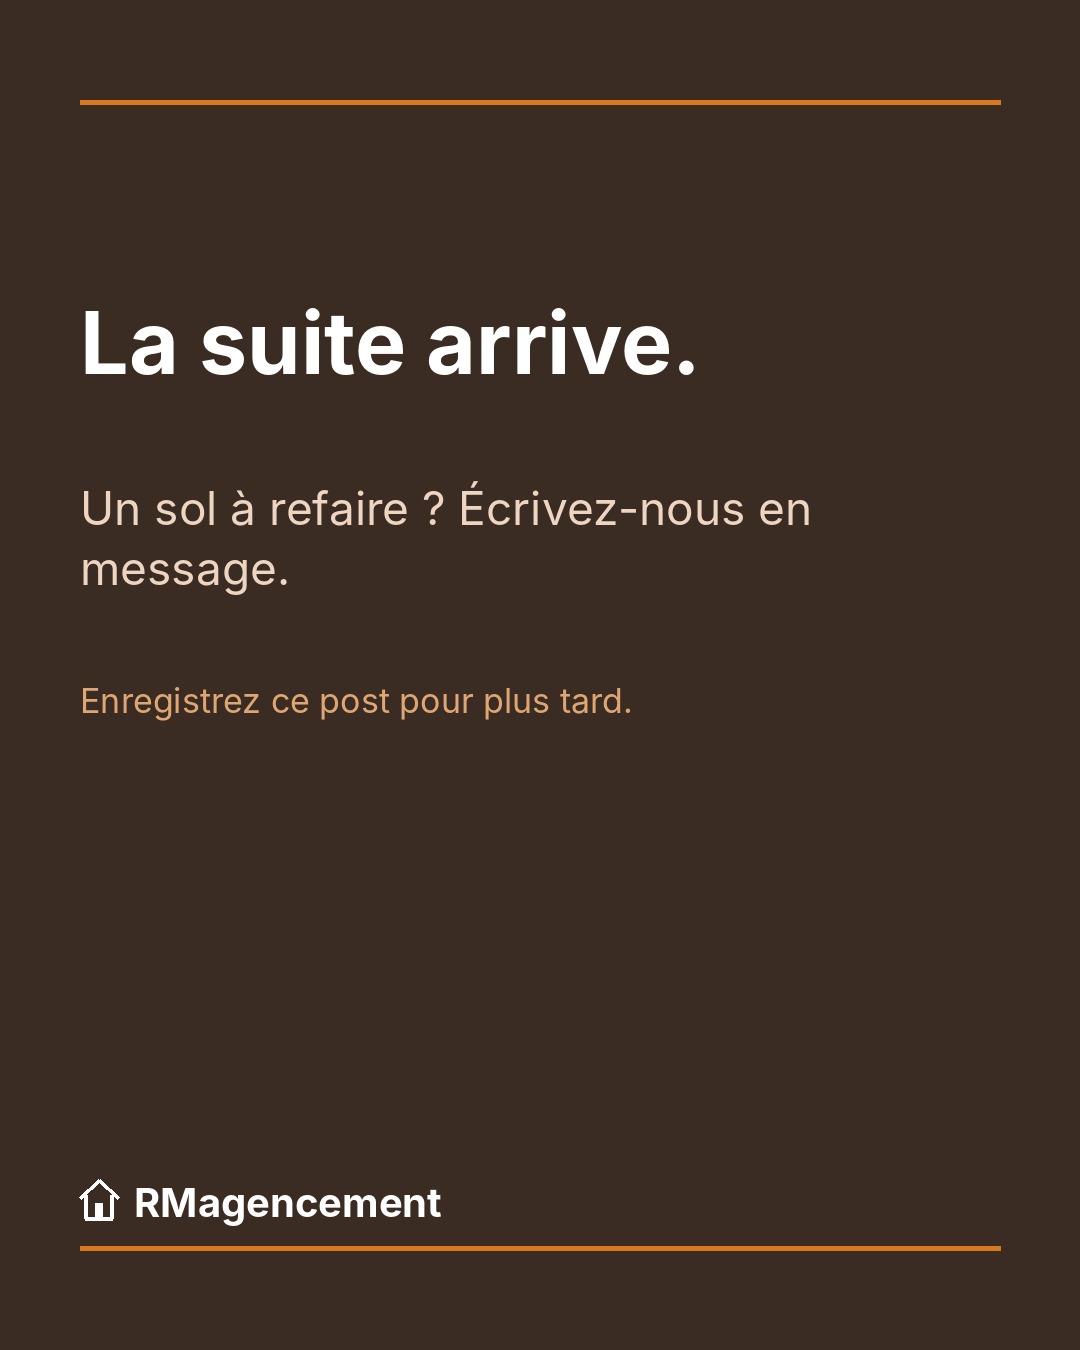 La suite arrive.
Un sol à refaire ? Écrivez-nous en
message.
Enregistrez ce post pour plus tard.
RMagencement